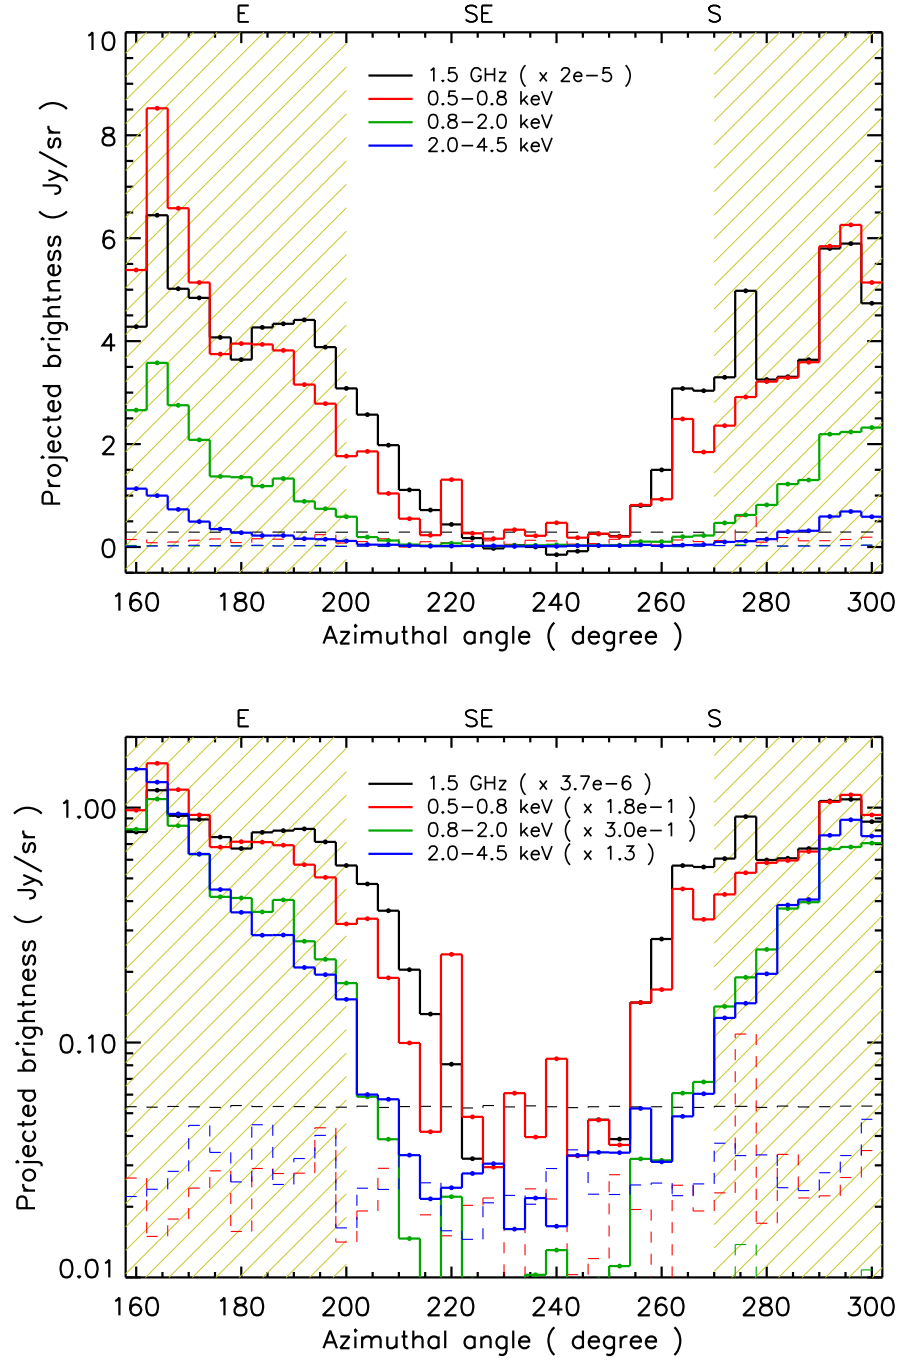 E SE S
10
8
6
4
2
0
Projected brightness ( Jy/sr )
1.5 GHz ( x 2e-5 )
0.5-0.8 keV
0.8-2.0 keV
2.0-4.5 keV
160 180 200 220 240 260 280 300
Azimuthal angle ( degree )
E SE S
1.00
0.10
0.01
Projected brightness ( Jy/sr )
1.5 GHz ( x 3.7e-6 )
0.5-0.8 keV ( x 1.8e-1 )
0.8-2.0 keV ( x 3.0e-1 )
2.0-4.5 keV ( x 1.3 )
160 180 200 220 240 260 280 300
Azimuthal angle ( degree )